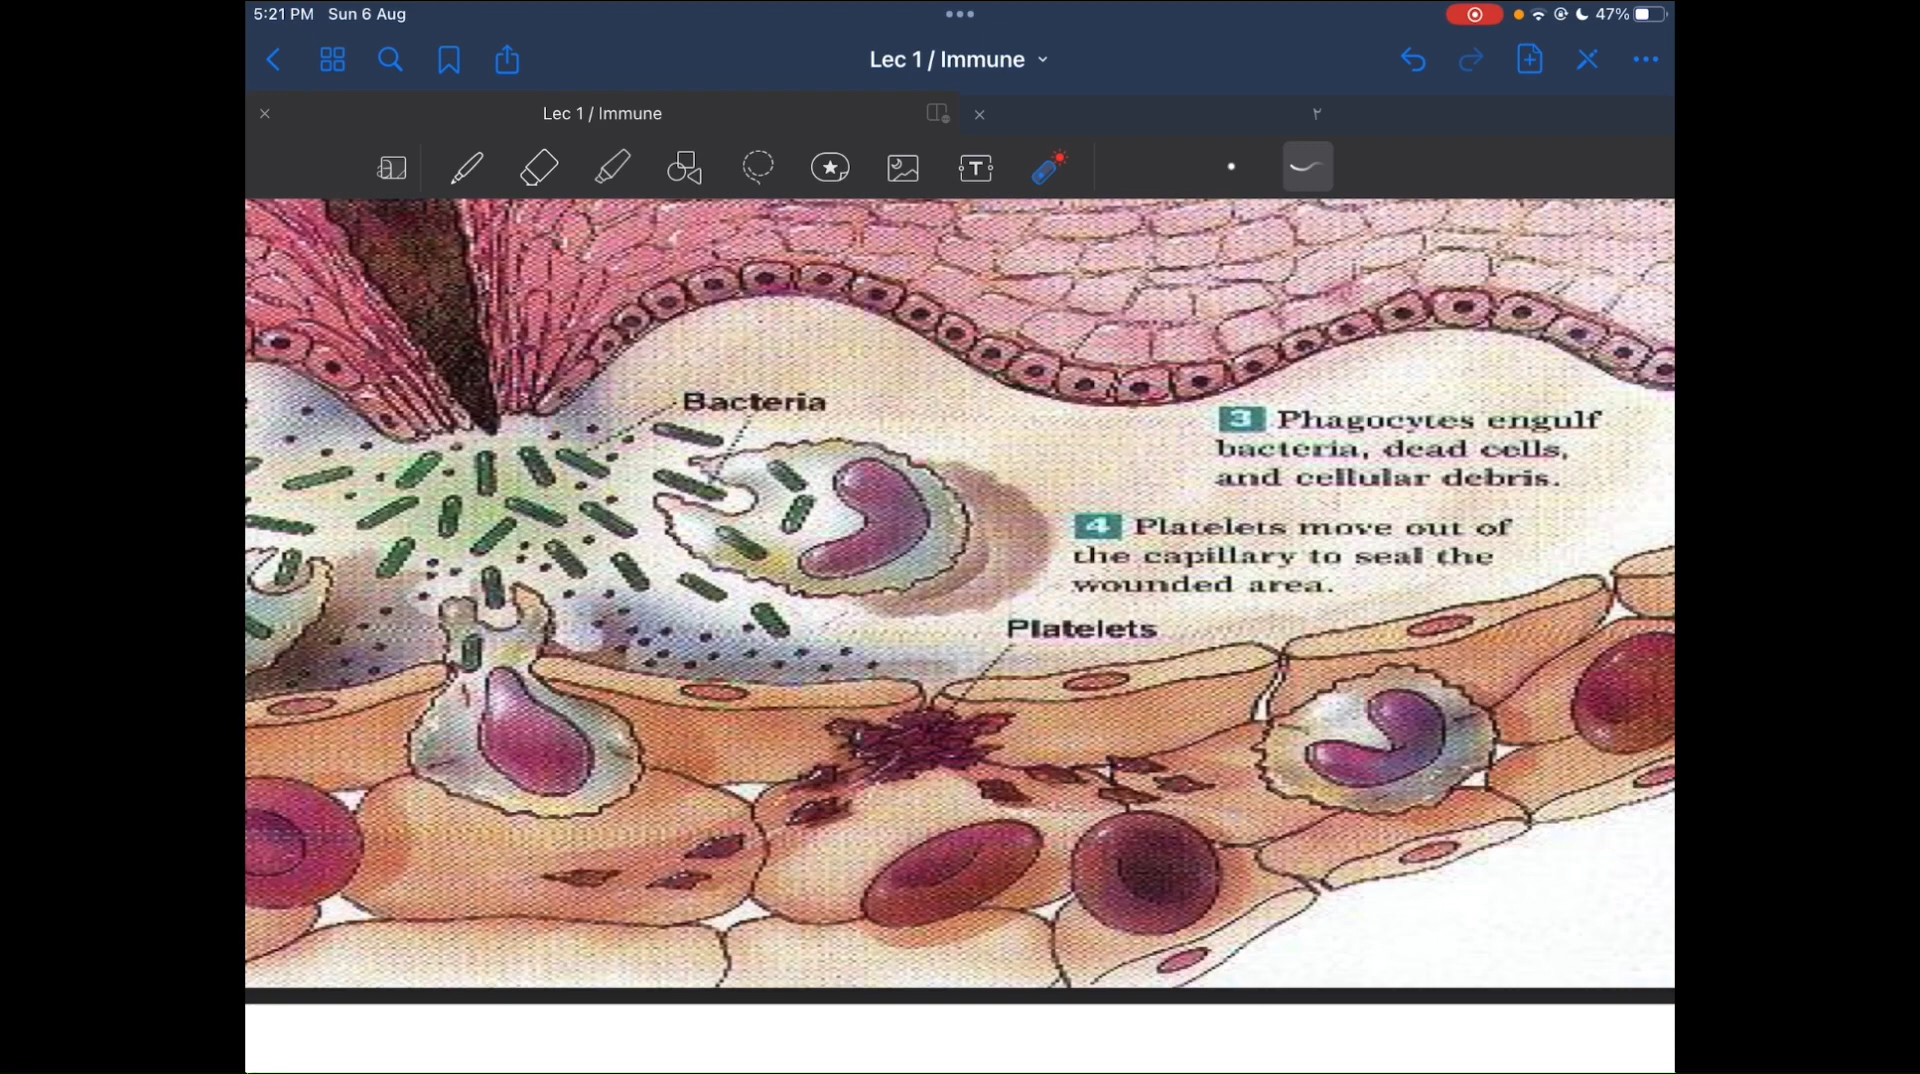 5:21 PM Sun 6 Aug
47%
Lec 1 / Immune
Lec 1 / Immune
٢
T
Bacteria
3 Phagocytes engulf
bacteria, dead cells,
and cellular debris.
4 Platelets move out of
the capillary to seal the
wounded area.
Platelets